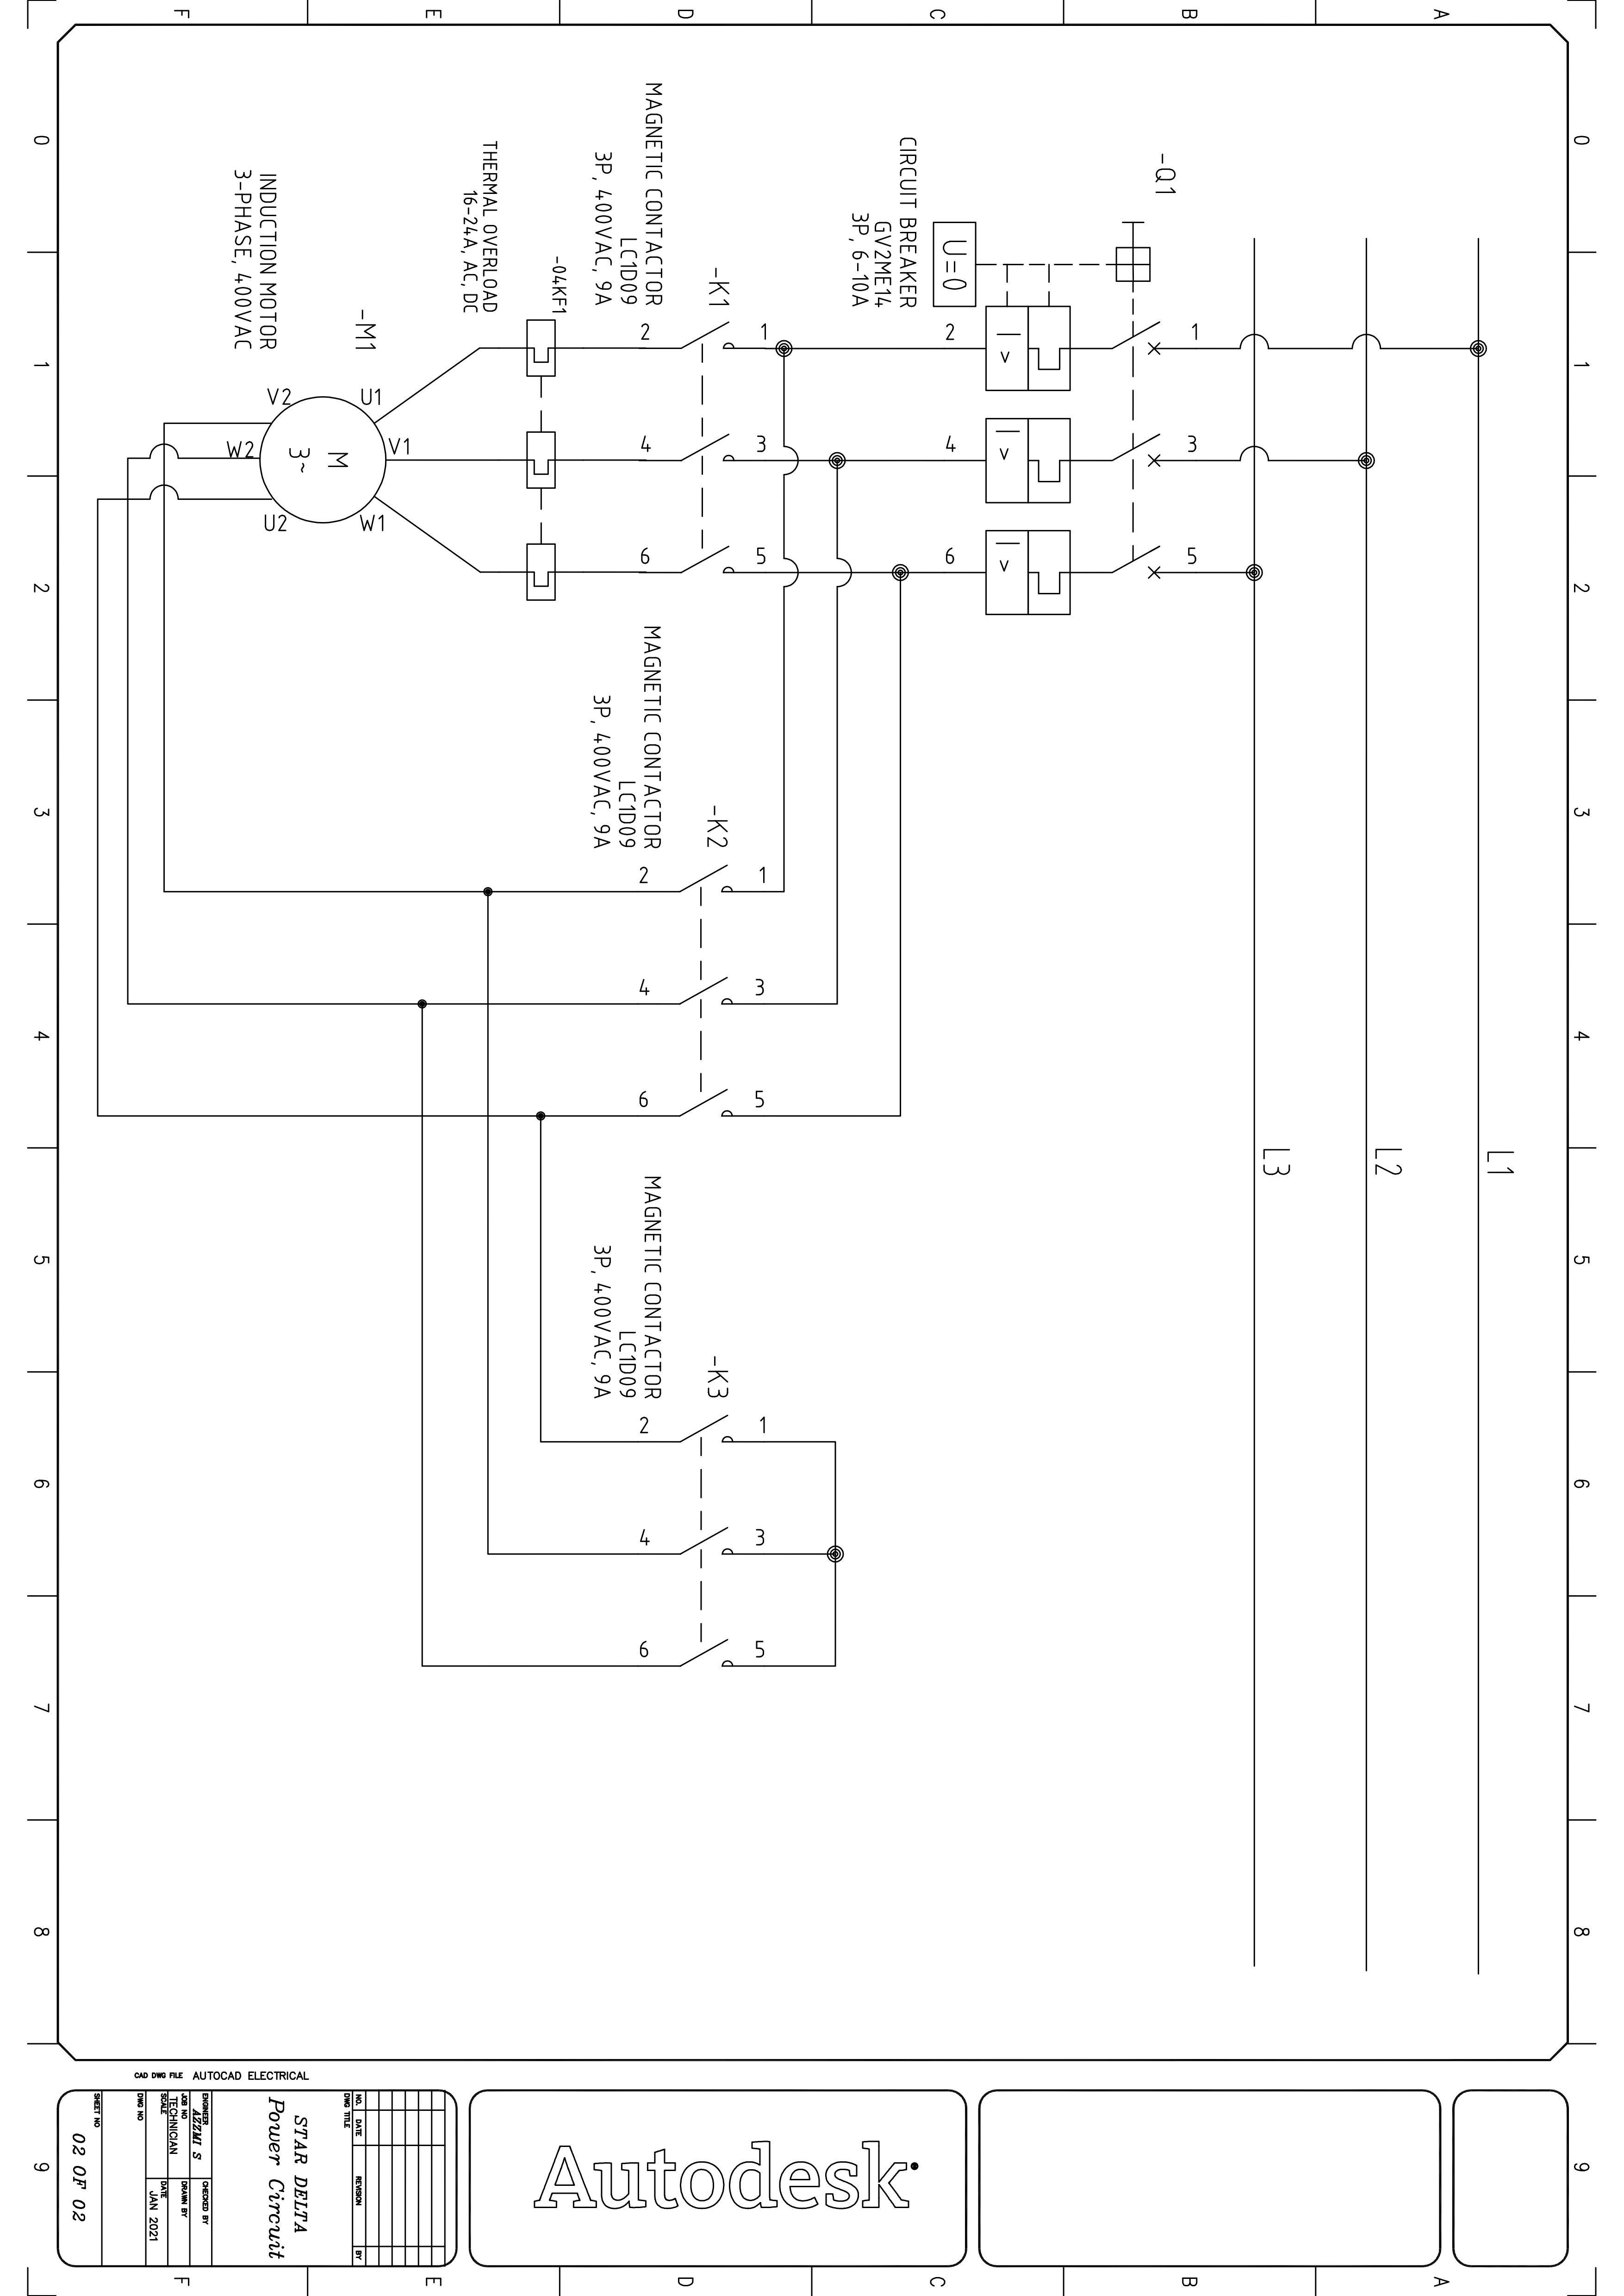 0 1 2 3 4 5 6 7 8 9
L1
A A
L2
L3
1 3 5
B B
-Q1
I> I> I>
U=0
2 4 6
C C
CIRCUIT BREAKER
GV2ME14
3P, 6-10A
1 3 5
1 3 5
1 3 5
-K1
-K2
-K3
D D
MAGNETIC CONTACTOR
LC1D09
3P, 400VAC, 9A
2 4 6
MAGNETIC CONTACTOR
LC1D09
3P, 400VAC, 9A
2 4 6
MAGNETIC CONTACTOR
LC1D09
3P, 400VAC, 9A
2 4 6
-04KF1
THERMAL OVERLOAD
16-24A, AC, DC
E E
-M1
U1 V1 W1
M
3~
V2 W2 U2
INDUCTION MOTOR
3-PHASE, 400VAC
F F
0 1 2 3 4 5 6 7 8 9
Autodesk
CAD DWG FILE AUTOCAD ELECTRICAL
NO. DATE REVISION BY
DWG TITLE
STAR DELTA
Power Circuit
ENGINEER
AZZMI S
CHECKED BY
JOB NO
TECHNICIAN
DRAWN BY
SCALE
DATE
JAN 2021
DWG NO
SHEET NO
02 OF 02